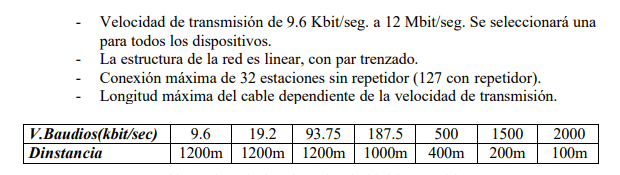 - Velocidad de transmisión de 9.6 Kbit/seg. a 12 Mbit/seg. Se seleccionará una
para todos los dispositivos.
- La estructura de la red es linear, con par trenzado.
- Conexión máxima de 32 estaciones sin repetidor (127 con repetidor).
- Longitud máxima del cable dependiente de la velocidad de transmisión.
V.Baudios(kbit/sec) 9.6 19.2 93.75 187.5 500 1500 2000
Dinstancia 1200m 1200m 1200m 1000m 400m 200m 100m